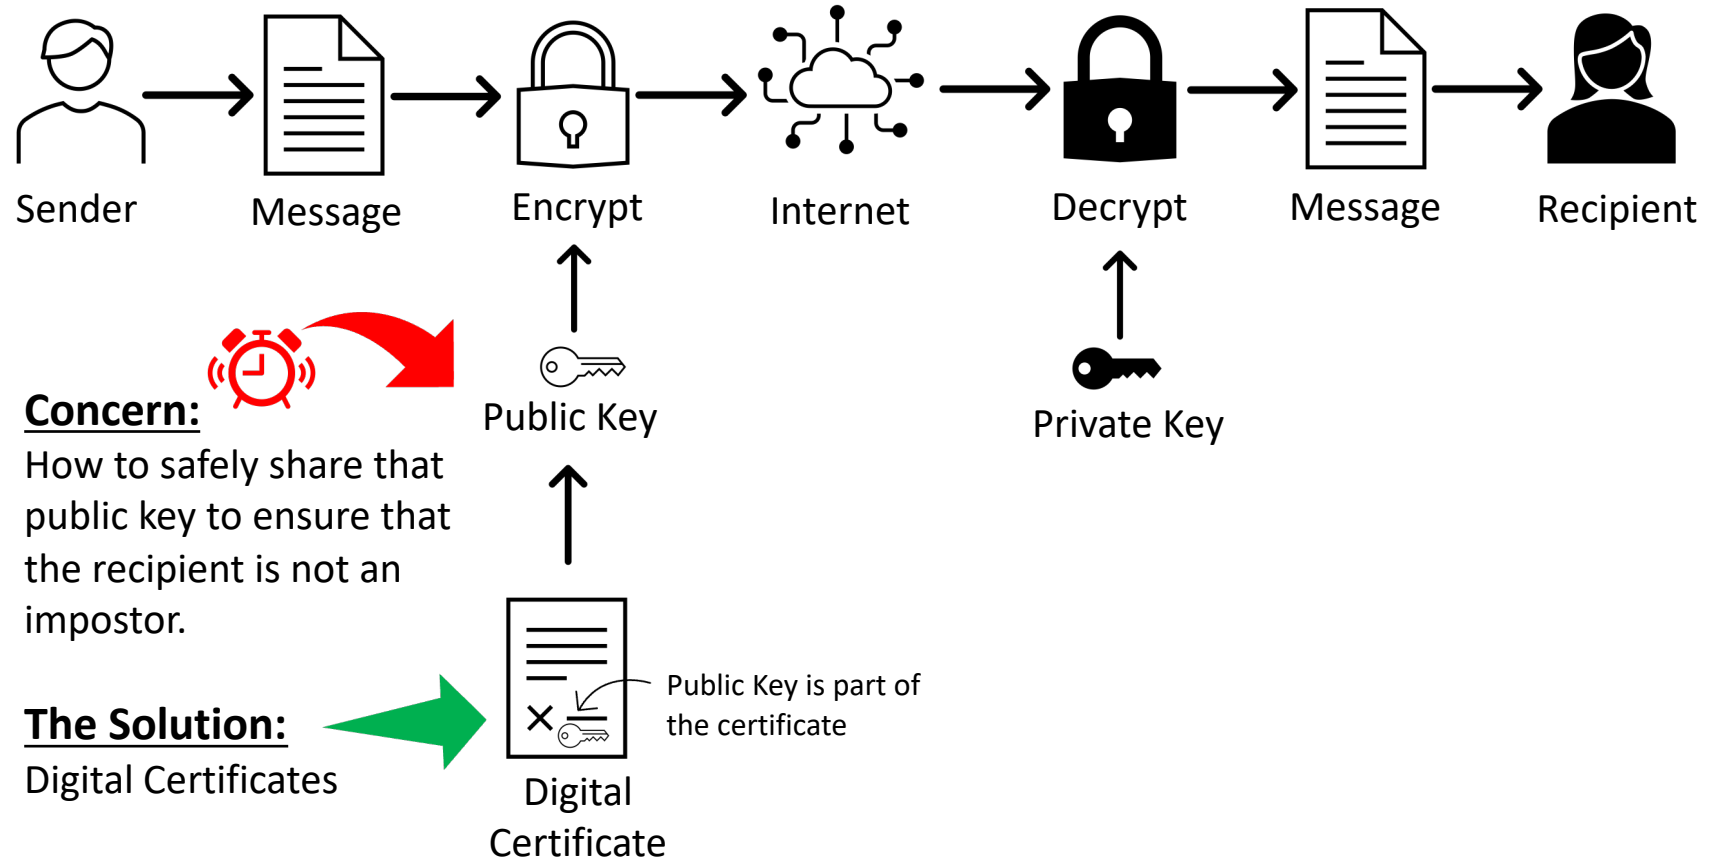 Sender
Message
Encrypt
Internet
Decrypt
Message
Recipient
Public Key
Private Key
Concern:
How to safely share that
public key to ensure that
the recipient is not an
impostor.
The Solution:
Digital Certificates
Public Key is part of
the certificate
Digital
Certificate